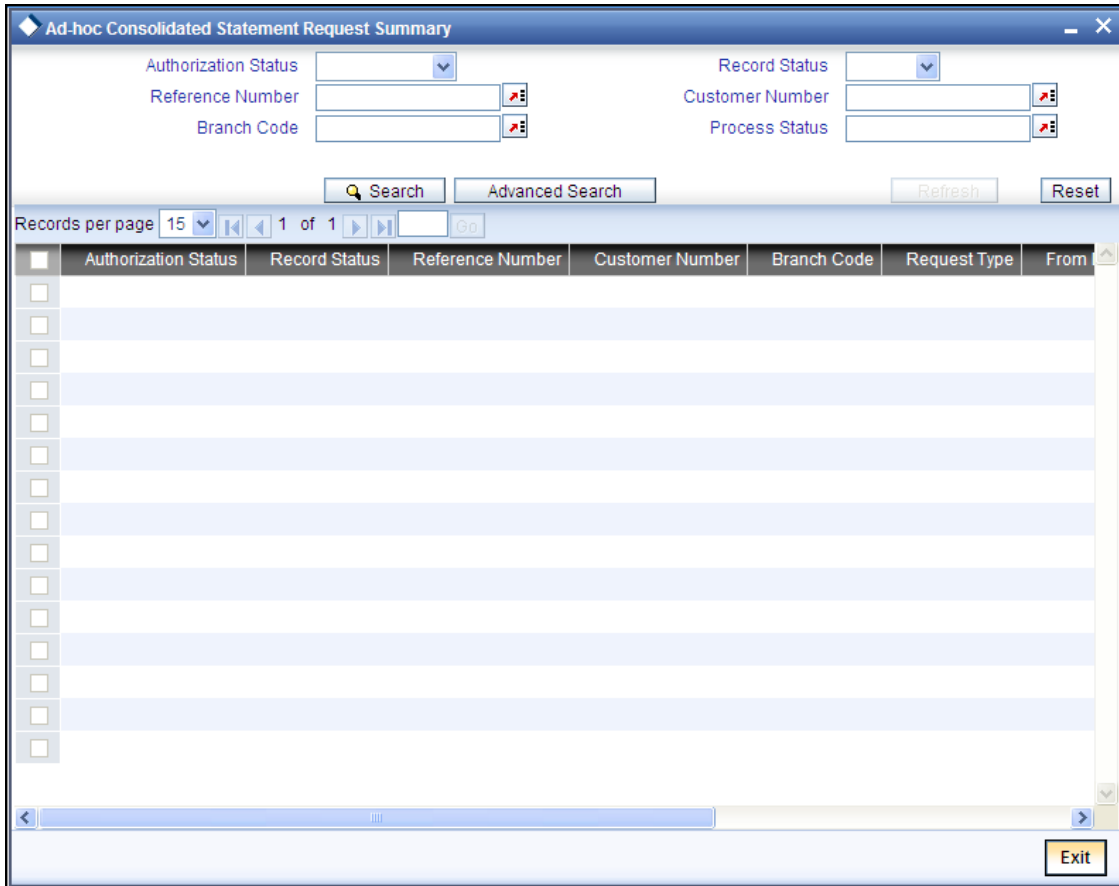 Ad-hoc Consolidated Statement Request Summary
Authorization Status Record Status
Reference Number Customer Number
Branch Code Process Status
Search Advanced Search Refresh Reset
Records per page 15 1 of 1 Go
Authorization Status Record Status Reference Number Customer Number Branch Code Request Type From
Exit